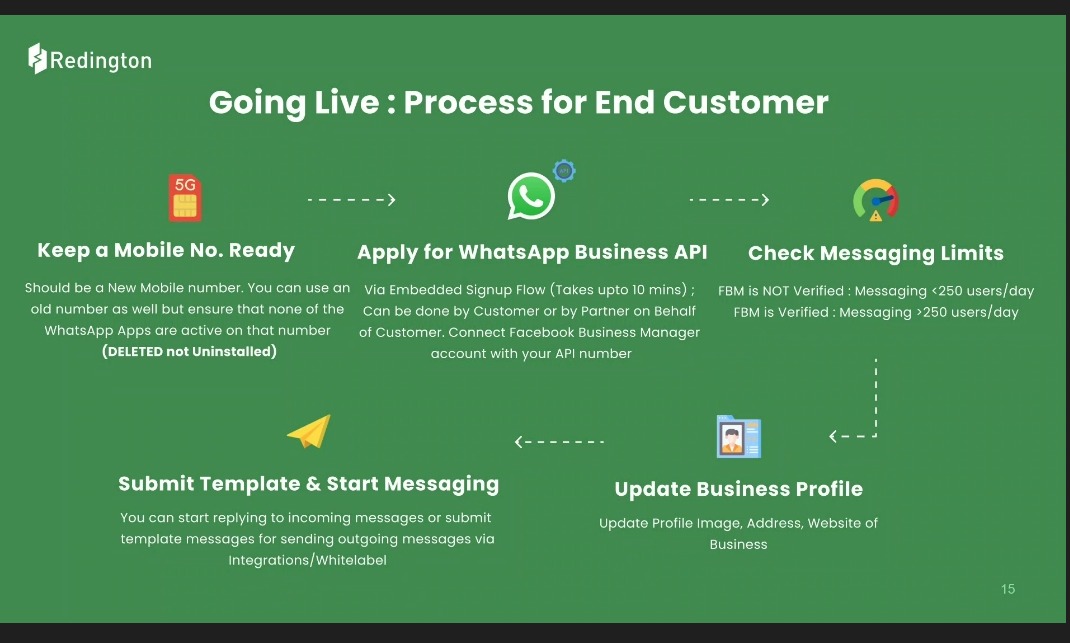 Redington
Going Live : Process for End Customer
5G
Keep a Mobile No. Ready
Should be a New Mobile number. You can use an
old number as well but ensure that none of the
WhatsApp Apps are active on that number
(DELETED not Uninstalled)
API
Apply for WhatsApp Business API
Via Embedded Signup Flow (Takes upto 10 mins) ;
Can be done by Customer or by Partner on Behalf
of Customer. Connect Facebook Business Manager
account with your API number
Check Messaging Limits
FBM is NOT Verified : Messaging <250 users/day
FBM is Verified : Messaging >250 users/day
Update Business Profile
Update Profile Image, Address, Website of
Business
Submit Template & Start Messaging
You can start replying to incoming messages or submit
template messages for sending outgoing messages via
Integrations/Whitelabel
15